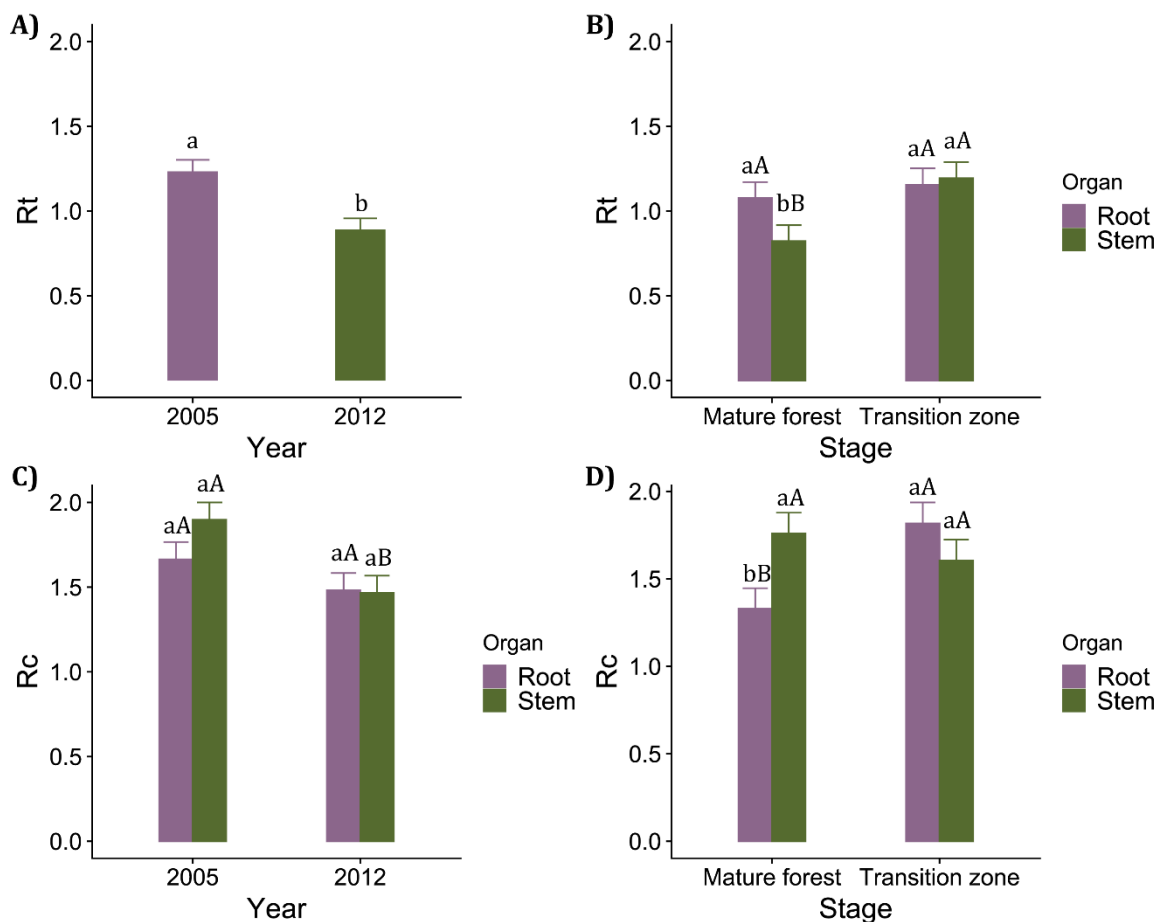 A)
2.0
1.5
1.0
0.5
0.0
Rt
a
b
2005 2012
Year
B)
2.0
1.5
1.0
0.5
0.0
Rt
aA
bB
aA aA
Mature forest Transition zone
Stage
Organ
Root
Stem
C)
2.0
1.5
1.0
0.5
0.0
Rc
aA
aA
aA aB
2005 2012
Year
Organ
Root
Stem
D)
2.0
1.5
1.0
0.5
0.0
Rc
bB
aA
aA
aA
Mature forest Transition zone
Stage
Organ
Root
Stem